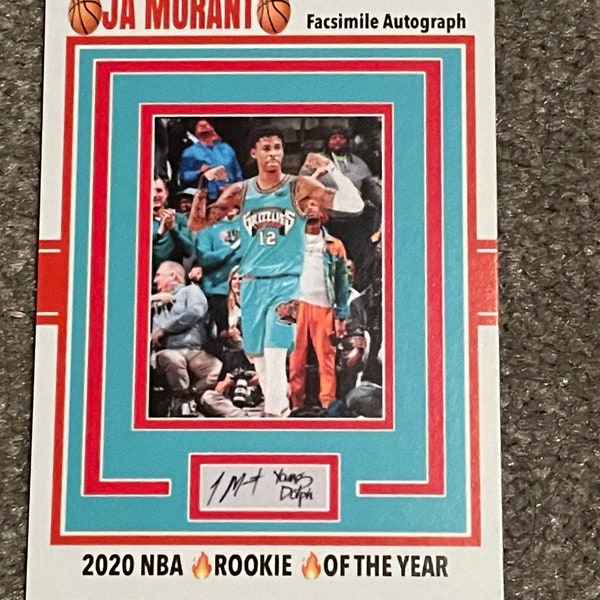 🏀JA MORANT🏀
Facsimile Autograph
GRIZZLIES
12
J M Young
Dolph
2020 NBA 🔥ROOKIE 🔥OF THE YEAR